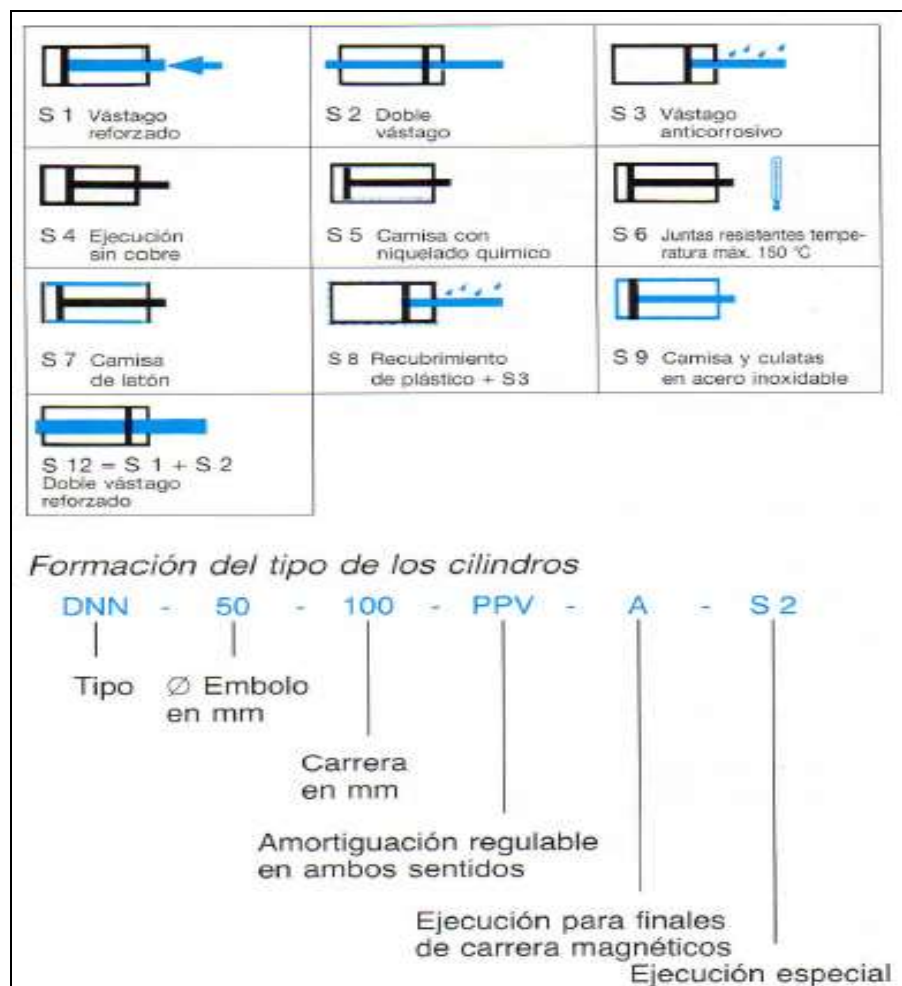 S 1 Vástago
reforzado
S 2 Doble
vástago
S 3 Vástago
anticorrosivo
S 4 Ejecución
sin cobre
S 5 Camisa con
niquelado quimico
S 6 Juntas resistentes tempe-
ratura máx. 150 °C
S 7 Camisa
de latón
S 8 Recubrimiento
de plástico + S3
S 9 Camisa y culatas
en acero inoxidable
S 12 = S 1 + S 2
Doble vástago
reforzado
Formación del tipo de los cilindros
DNN - 50 - 100 - PPV - A - S 2
Tipo
Ø Embolo
en mm
Carrera
en mm
Amortiguación regulable
en ambos sentidos
Ejecución para finales
de carrera magnéticos
Ejecución especial